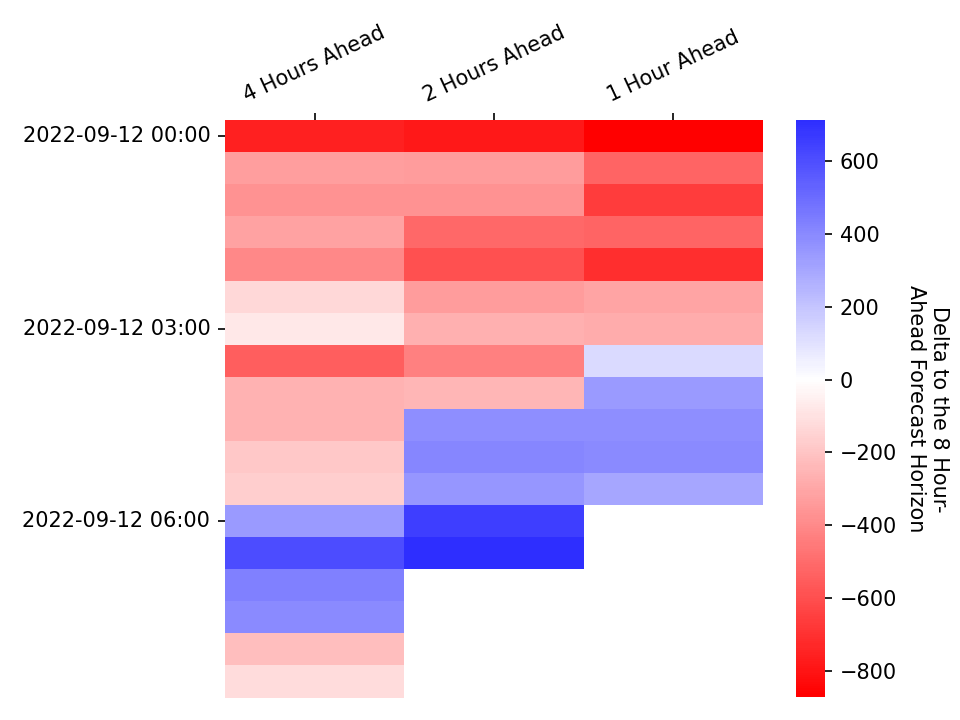 4 Hours Ahead
2 Hours Ahead
1 Hour Ahead
2022-09-12 00:00
2022-09-12 03:00
2022-09-12 06:00
600
400
200
0
−200
−400
−600
−800
Delta to the 8 Hour-
Ahead Forecast Horizon